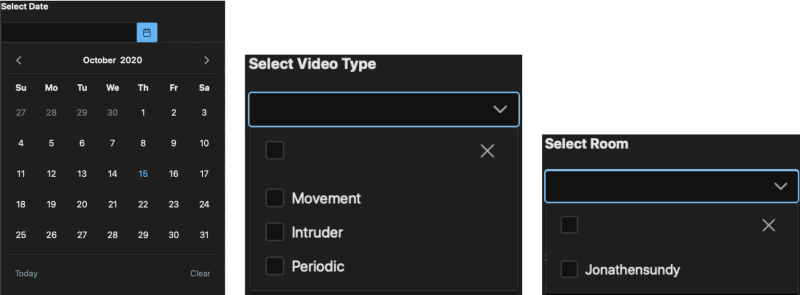 Select Date
October 2020
Su Mo Tu We Th Fr Sa
27 28 29 30 1 2 3
4 5 6 7 8 9 10
11 12 13 14 15 16 17
18 19 20 21 22 23 24
25 26 27 28 29 30 31
Today Clear
Select Video Type
Movement
Intruder
Periodic
Select Room
Jonathensundy